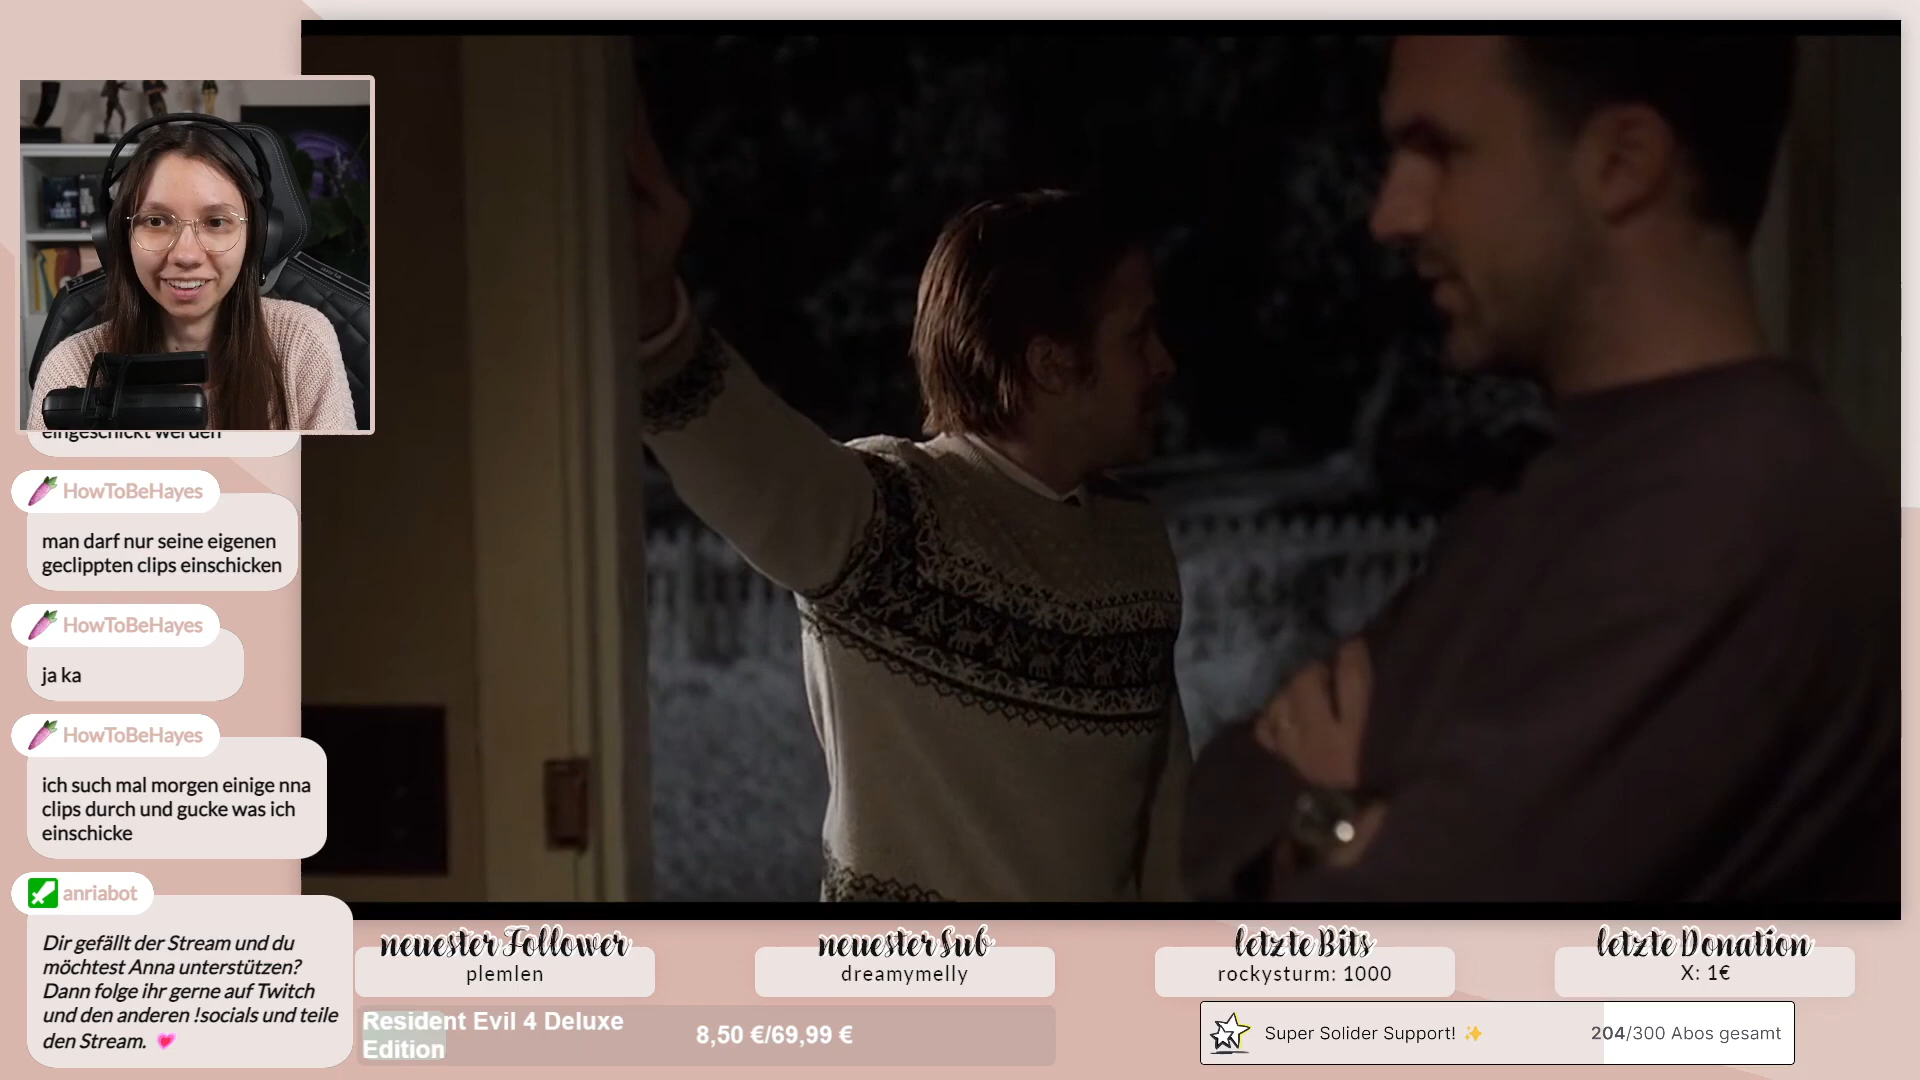 eingeschickt werden
HowToBeHayes
man darf nur seine eigenen
geclippten clips einschicken
HowToBeHayes
ja ka
HowToBeHayes
ich such mal morgen einige nna
clips durch und gucke was ich
einschicke
anriabot
Dir gefällt der Stream und du
möchtest Anna unterstützen?
Dann folge ihr gerne auf Twitch
und den anderen !socials und teile
den Stream.
neuester Follower
plemlen
neuester Sub
dreamymelly
letzte Bits
rockysturm: 1000
letzte Donation
X: 1€
Resident Evil 4 Deluxe
Edition
8,50 €/69,99 €
Super Solider Support! ✨
204/300 Abos gesamt